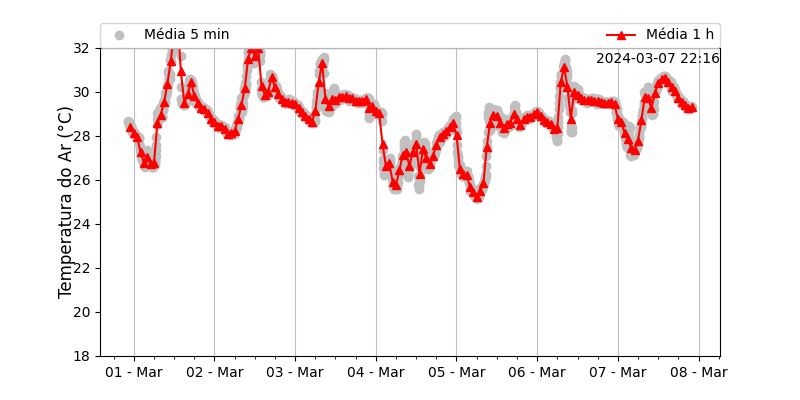 Média 5 min
Média 1 h
2024-03-07 22:16
Temperatura do Ar (°C)
32
30
28
26
24
22
20
18
01 - Mar
02 - Mar
03 - Mar
04 - Mar
05 - Mar
06 - Mar
07 - Mar
08 - Mar